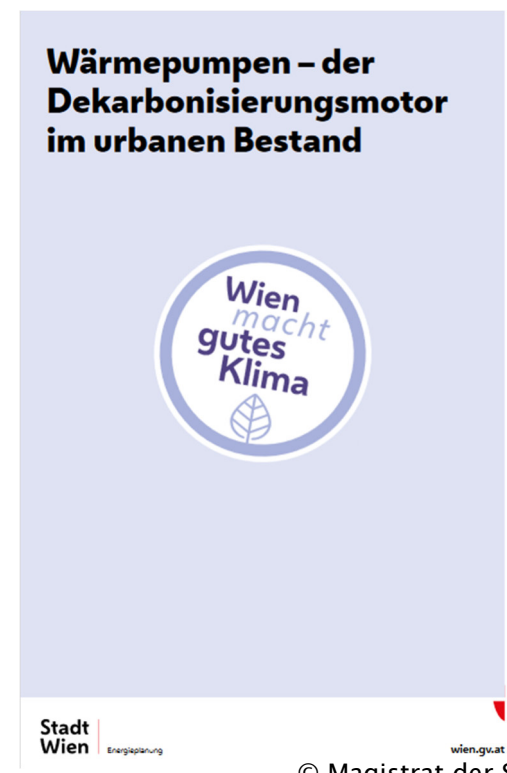 Wärmepumpen – der
Dekarbonisierungsmotor
im urbanen Bestand
Wien
macht
gutes
Klima
Stadt
Wien
Energieplanung
wien.gv.at
© Magistrat der S